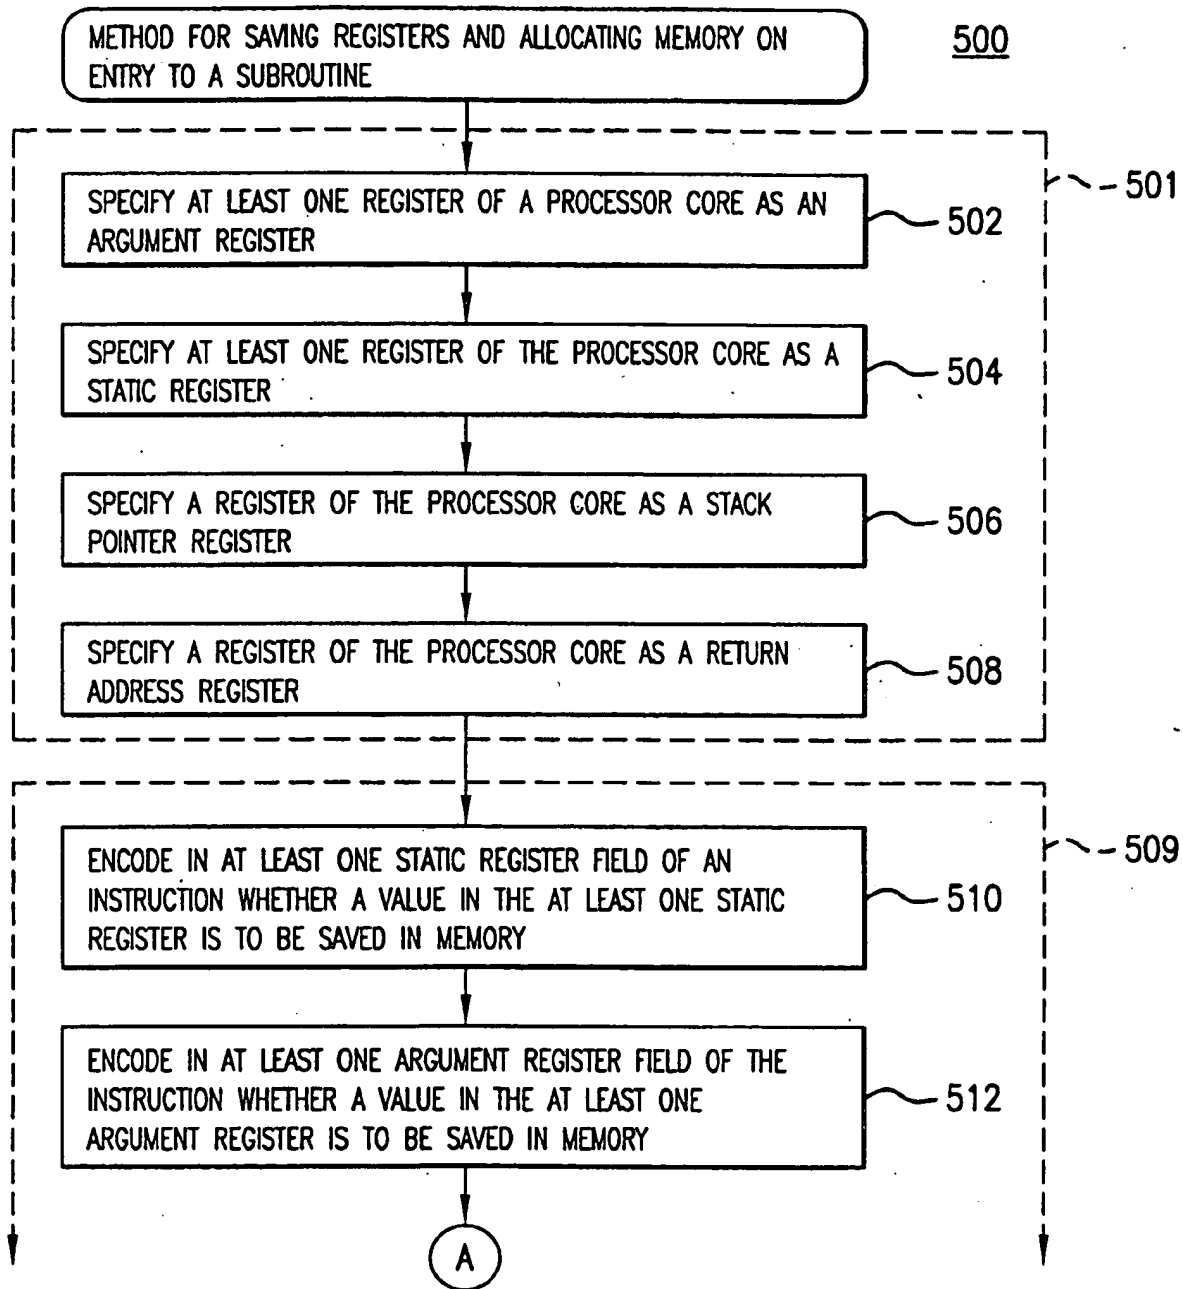 METHOD FOR SAVING REGISTERS AND ALLOCATING MEMORY ON
ENTRY TO A SUBROUTINE
500
501
SPECIFY AT LEAST ONE REGISTER OF A PROCESSOR CORE AS AN
ARGUMENT REGISTER
502
SPECIFY AT LEAST ONE REGISTER OF THE PROCESSOR CORE AS A
STATIC REGISTER
504
SPECIFY A REGISTER OF THE PROCESSOR CORE AS A STACK
POINTER REGISTER
506
SPECIFY A REGISTER OF THE PROCESSOR CORE AS A RETURN
ADDRESS REGISTER
508
509
ENCODE IN AT LEAST ONE STATIC REGISTER FIELD OF AN
INSTRUCTION WHETHER A VALUE IN THE AT LEAST ONE STATIC
REGISTER IS TO BE SAVED IN MEMORY
510
ENCODE IN AT LEAST ONE ARGUMENT REGISTER FIELD OF THE
INSTRUCTION WHETHER A VALUE IN THE AT LEAST ONE
ARGUMENT REGISTER IS TO BE SAVED IN MEMORY
512
A